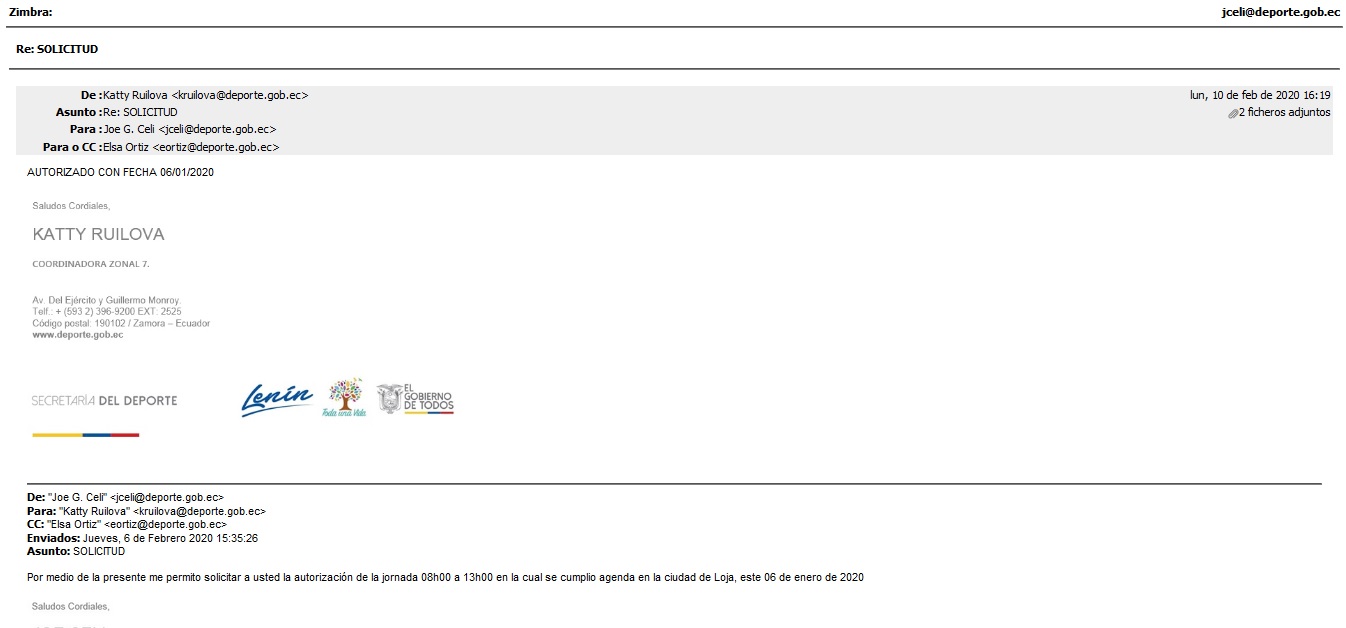 Zimbra: jceli@deporte.gob.ec
Re: SOLICITUD
De :Katty Ruilova <kruilova@deporte.gob.ec> lun, 10 de feb de 2020 16:19
Asunto :Re: SOLICITUD 2 ficheros adjuntos
Para :Joe G. Celi <jceli@deporte.gob.ec>
Para o CC :Elsa Ortiz <eortiz@deporte.gob.ec>
AUTORIZADO CON FECHA 06/01/2020
Saludos Cordiales,
KATTY RUILOVA
COORDINADORA ZONAL 7.
Av. Del Ejército y Guillermo Monroy.
Telf.: + (593 2) 396-9200 EXT: 2525
Código postal: 190102 / Zamora – Ecuador
www.deporte.gob.ec
SECRETARÍA DEL DEPORTE
Lenín
Toda una Vida
EL
GOBIERNO
DE TODOS
De: "Joe G. Celi" <jceli@deporte.gob.ec>
Para: "Katty Ruilova" <kruilova@deporte.gob.ec>
CC: "Elsa Ortiz" <eortiz@deporte.gob.ec>
Enviados: Jueves, 6 de Febrero 2020 15:35:26
Asunto: SOLICITUD
Por medio de la presente me permito solicitar a usted la autorización de la jornada 08h00 a 13h00 en la cual se cumplio agenda en la ciudad de Loja, este 06 de enero de 2020
Saludos Cordiales,